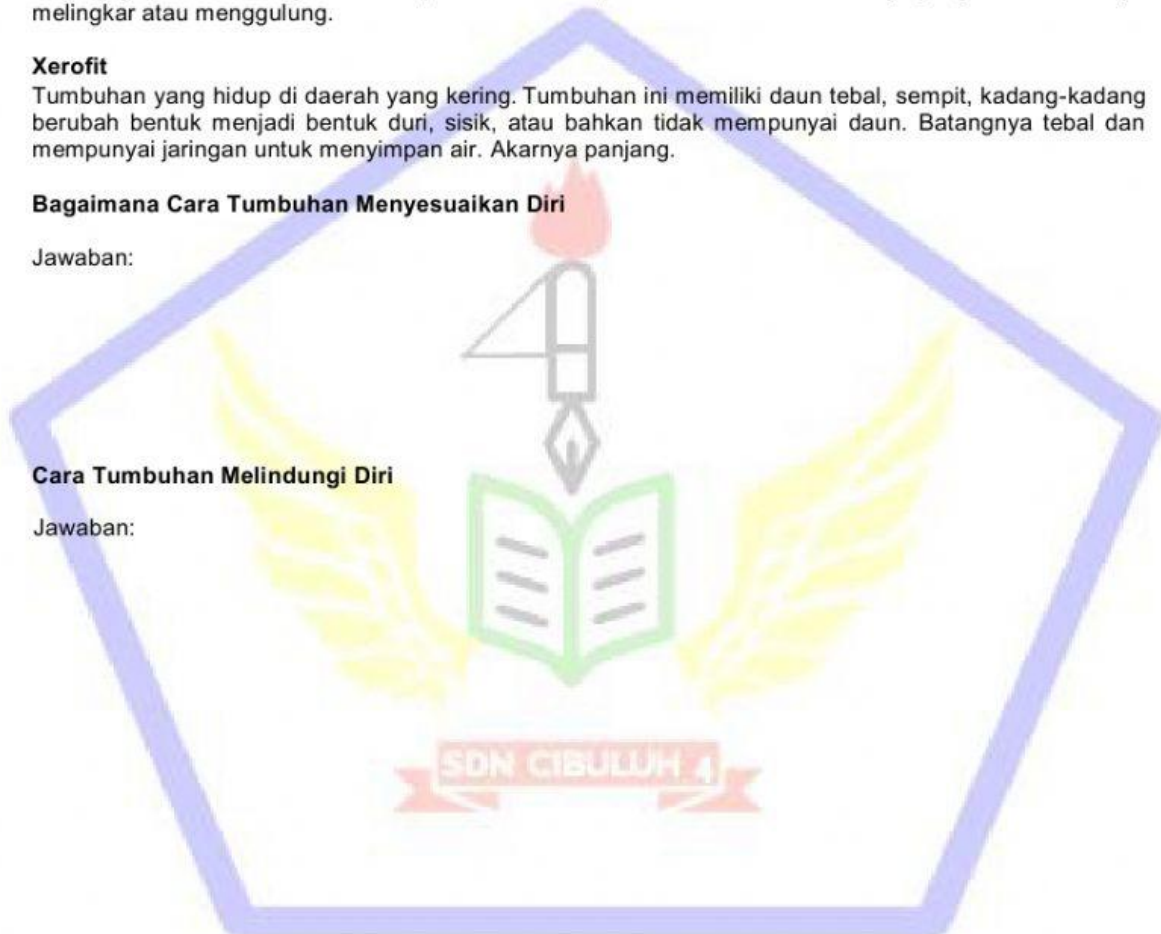 melingkar atau menggulung.
Xerofit
Tumbuhan yang hidup di daerah yang kering. Tumbuhan ini memiliki daun tebal, sempit, kadang-kadang
berubah bentuk menjadi bentuk duri, sisik, atau bahkan tidak mempunyai daun. Batangnya tebal dan
mempunyai jaringan untuk menyimpan air. Akarnya panjang.
Bagaimana Cara Tumbuhan Menyesuaikan Diri
Jawaban:
Cara Tumbuhan Melindungi Diri
Jawaban:
SDN CIBULUH 4